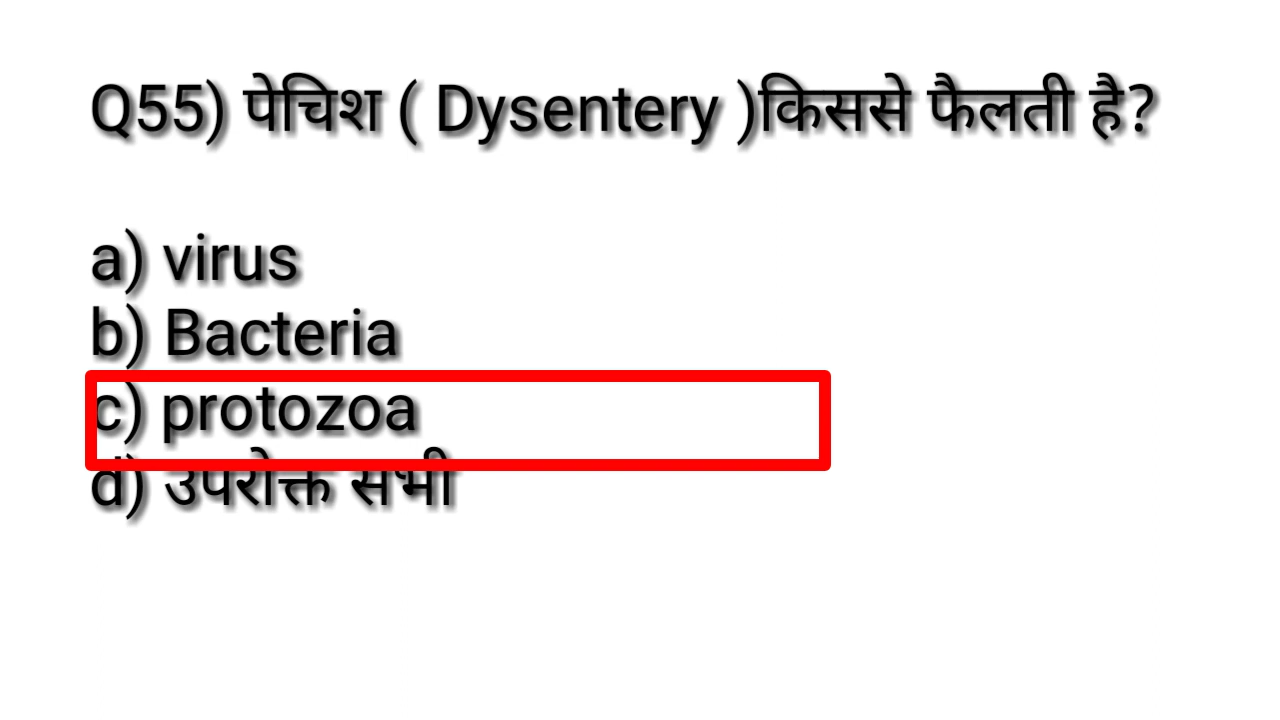 Q55) पेचिश ( Dysentery )किससे फैलती है?
a) virus
b) Bacteria
c) protozoa
d) उपरोक्त सभी